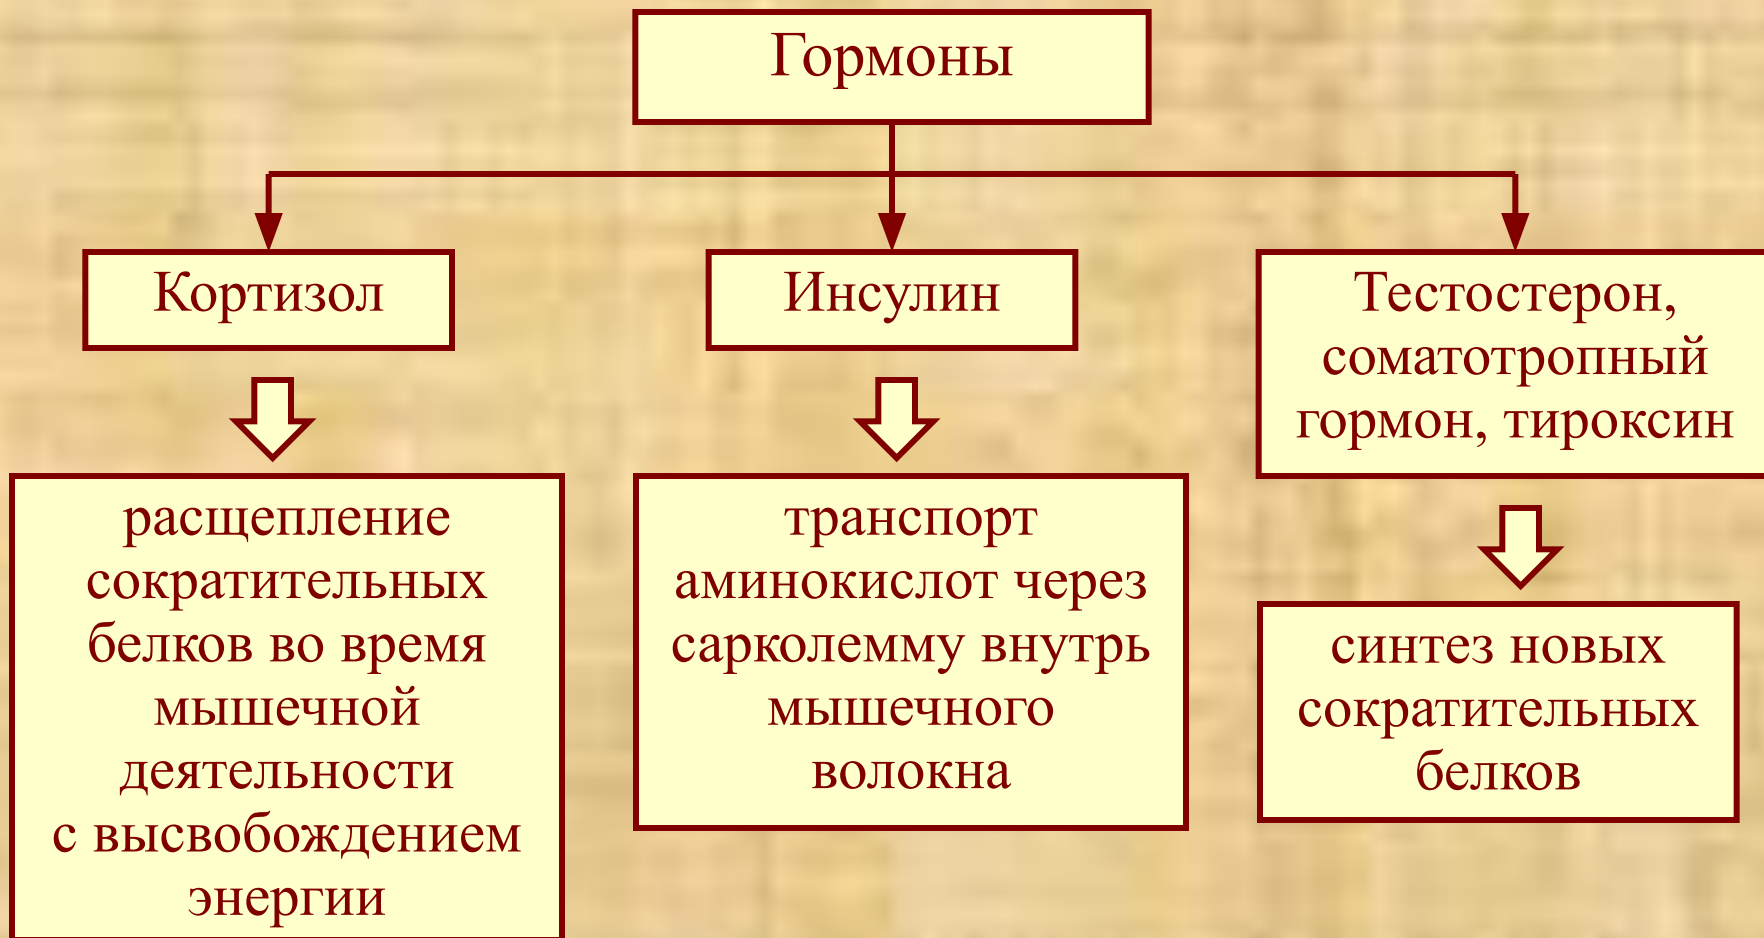 Гормоны
Кортизол
Инсулин
Тестостерон,
соматотропный
гормон, тироксин
расщепление
сократительных
белков во время
мышечной
деятельности
с высвобождением
энергии
транспорт
аминокислот через
сарколемму внутрь
мышечного
волокна
синтез новых
сократительных
белков